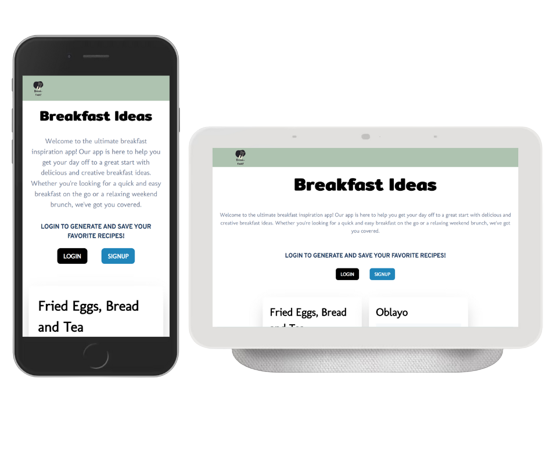 Breakfast Ideas
Welcome to the ultimate breakfast
inspiration app! Our app is here to help you
get your day off to a great start with
delicious and creative breakfast ideas.
Whether you're looking for a quick and easy
breakfast on the go or a relaxing weekend
brunch, we've got you covered.
LOGIN TO GENERATE AND SAVE YOUR
FAVORITE RECIPES!
LOGIN SIGNUP
Fried Eggs, Bread
and Tea
Breakfast Ideas
Welcome to the ultimate breakfast inspiration app! Our app is here to help you get your day off to a great start with delicious and
creative breakfast ideas. Whether you're looking for a quick and easy breakfast on the go or a relaxing weekend brunch, we've got
you covered.
LOGIN TO GENERATE AND SAVE YOUR FAVORITE RECIPES!
LOGIN SIGNUP
Fried Eggs, Bread Oblayo
and Tea